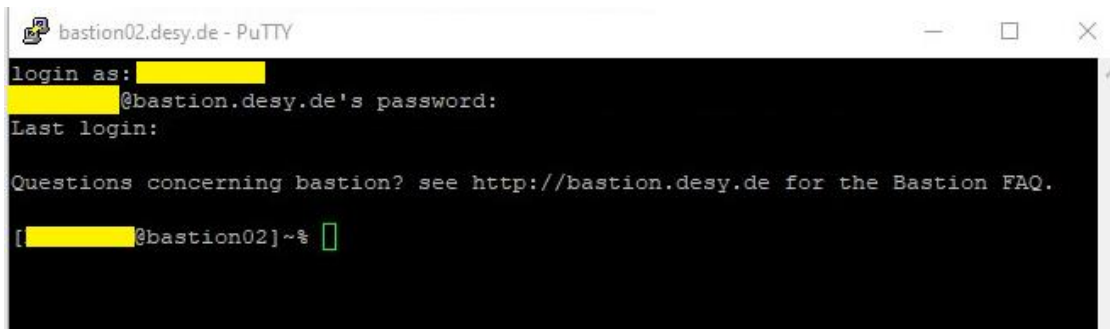 bastion02.desy.de - PuTTY
login as:
@bastion.desy.de's password:
Last login:
Questions concerning bastion? see http://bastion.desy.de for the Bastion FAQ.
[ @bastion02]~%